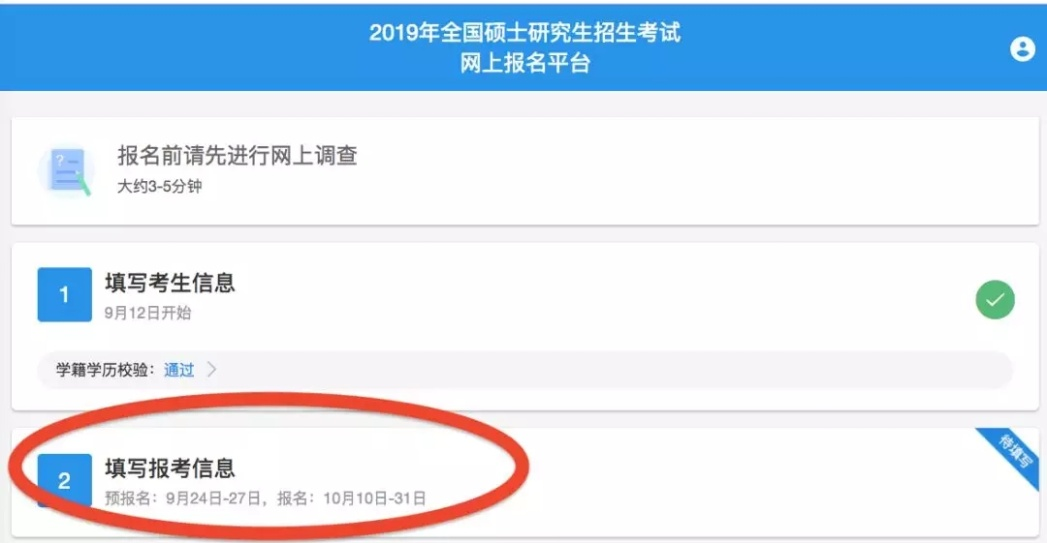 2019年全国硕士研究生招生考试
网上报名平台
报名前请先进行网上调查
大约3-5分钟
1
填写考生信息
9月12日开始
学籍学历校验：通过
2
填写报考信息
预报名：9月24日-27日，报名：10月10日-31日
待填写